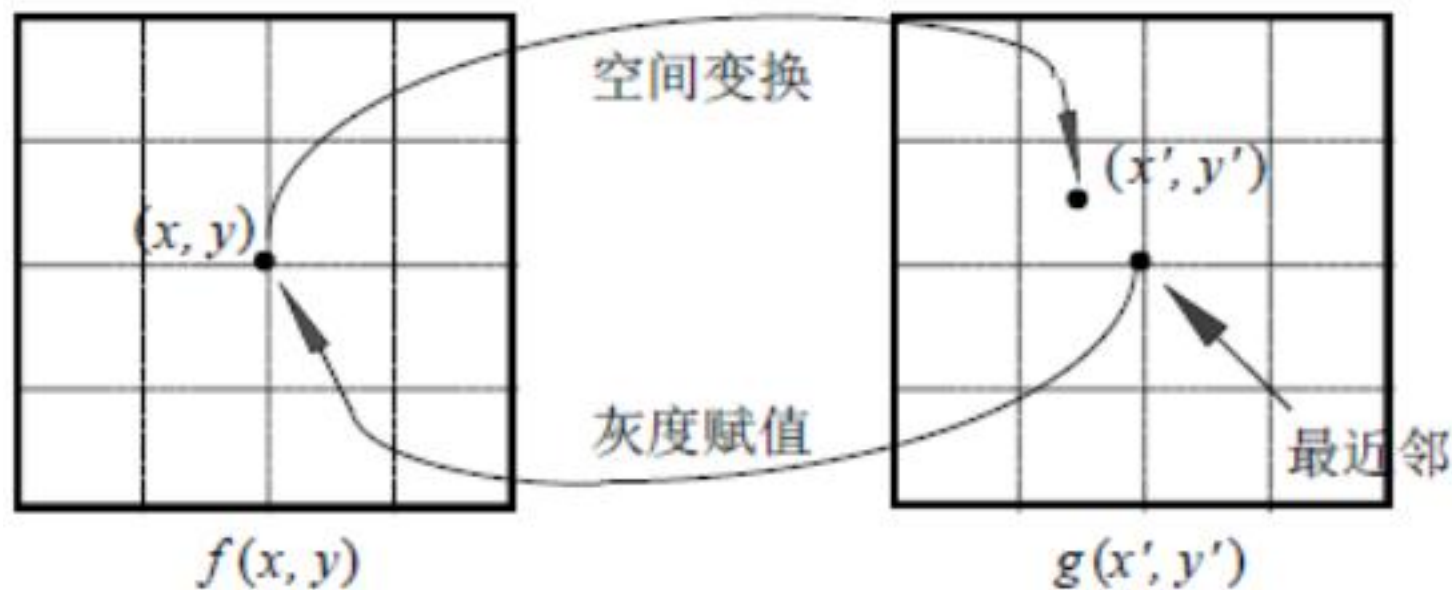 空间变换
(x', y')
(x, y)
灰度赋值
最近邻
f(x, y)
g(x', y')